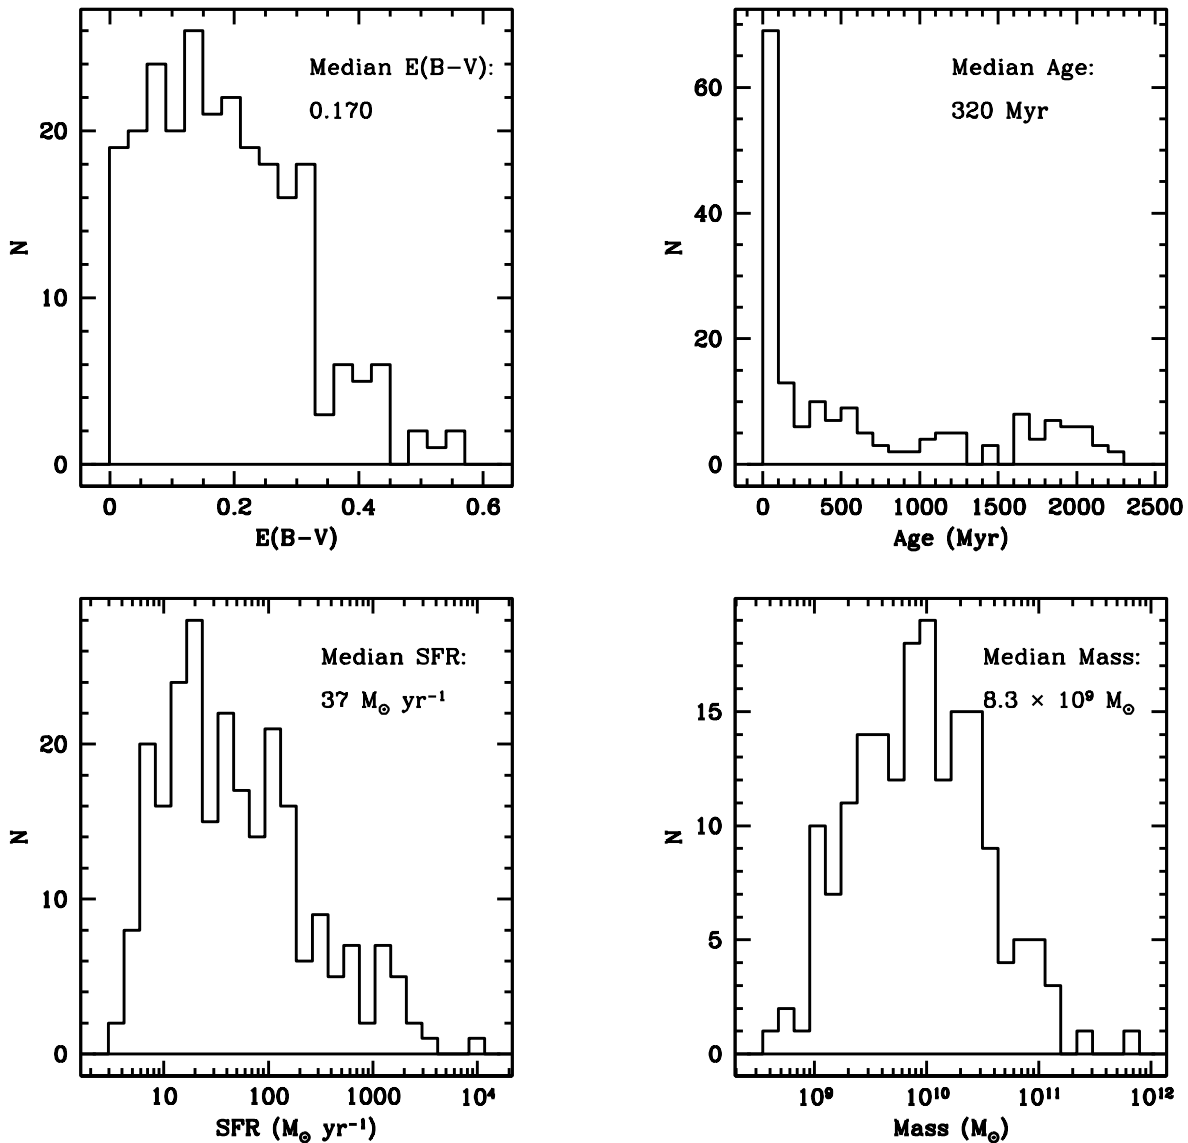 Median E(B−V):
0.170
N
20
10
0
0 0.2 0.4 0.6
E(B−V)
Median Age:
320 Myr
N
60
40
20
0
0 500 1000 1500 2000 2500
Age (Myr)
Median SFR:
37 M⊙ yr⁻¹
N
20
10
0
10 100 1000 10⁴
SFR (M⊙ yr⁻¹)
Median Mass:
8.3 × 10⁹ M⊙
N
15
10
5
0
10⁹ 10¹⁰ 10¹¹ 10¹²
Mass (M⊙)